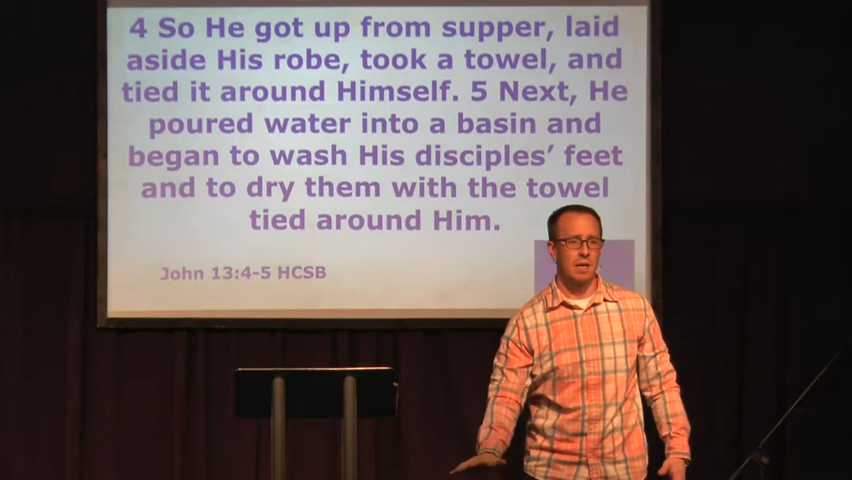 4 So He got up from supper, laid
aside His robe, took a towel, and
tied it around Himself. 5 Next, He
poured water into a basin and
began to wash His disciples’ feet
and to dry them with the towel
tied around Him.
John 13:4-5 HCSB